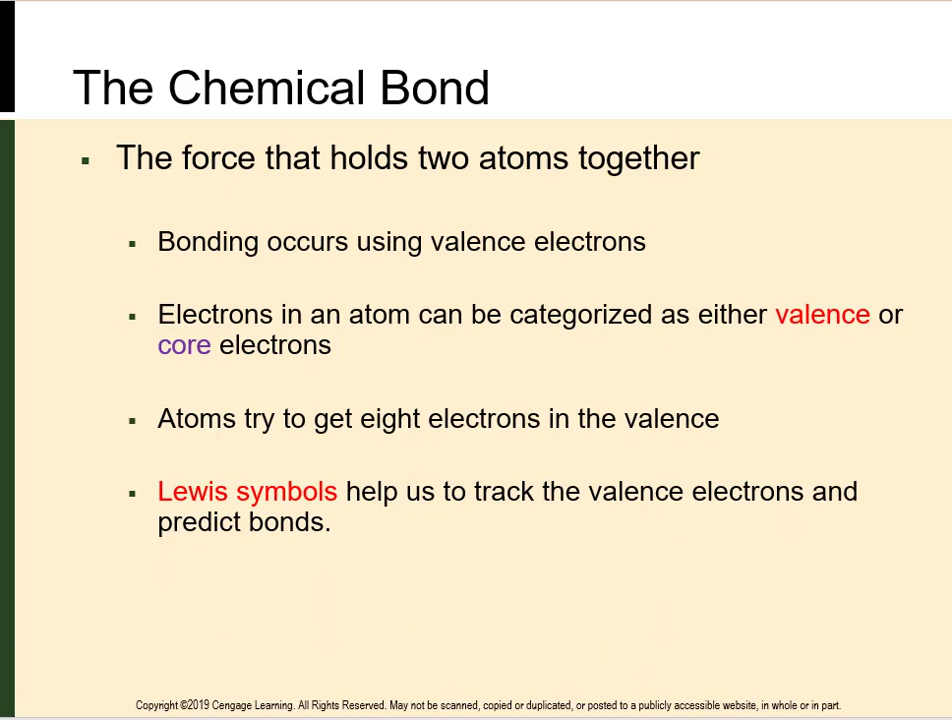 The Chemical Bond
▪ The force that holds two atoms together
▪ Bonding occurs using valence electrons
▪ Electrons in an atom can be categorized as either valence or
core electrons
▪ Atoms try to get eight electrons in the valence
▪ Lewis symbols help us to track the valence electrons and
predict bonds.
Copyright ©2019 Cengage Learning. All Rights Reserved. May not be scanned, copied or duplicated, or posted to a publicly accessible website, in whole or in part.